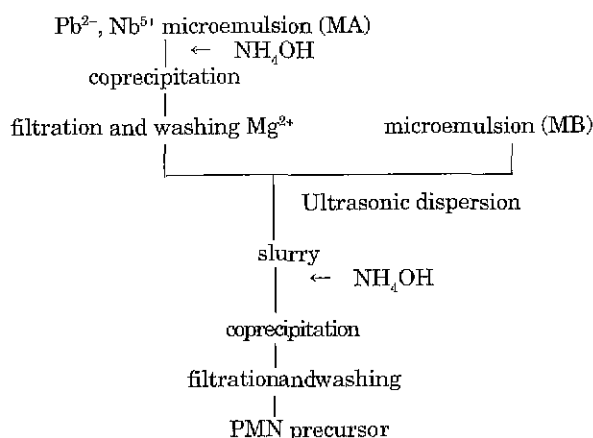 Pb²⁻, Nb⁵⁺ microemulsion (MA)
← NH₄OH
coprecipitation
filtration and washing Mg²⁺ microemulsion (MB)
Ultrasonic dispersion
slurry
← NH₄OH
coprecipitation
filtrationandwashing
PMN precursor